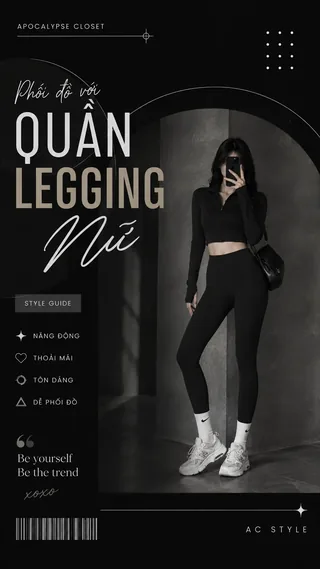 APOCALYPSE CLOSET
Phối đồ với
QUẦN
LEGGING
Nữ
STYLE GUIDE
NĂNG ĐỘNG
THOẢI MÁI
TÔN DÁNG
DỄ PHỐI ĐỒ
Be yourself
Be the trend
xoxo
AC STYLE